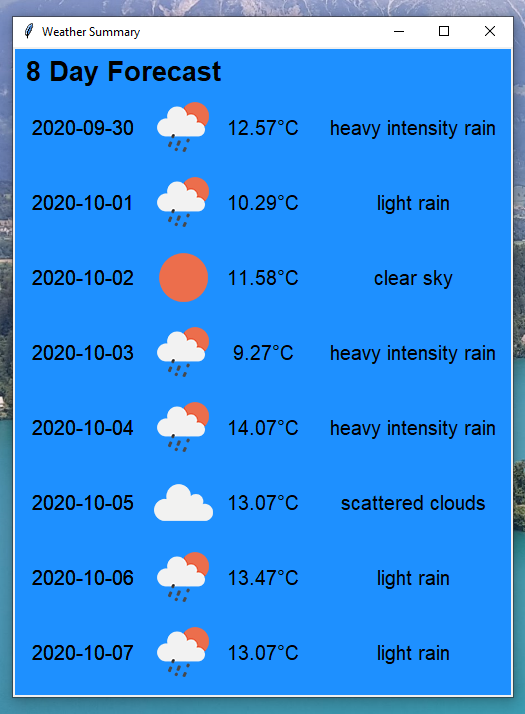 Weather Summary
8 Day Forecast
2020-09-30 12.57°C heavy intensity rain
2020-10-01 10.29°C light rain
2020-10-02 11.58°C clear sky
2020-10-03 9.27°C heavy intensity rain
2020-10-04 14.07°C heavy intensity rain
2020-10-05 13.07°C scattered clouds
2020-10-06 13.47°C light rain
2020-10-07 13.07°C light rain